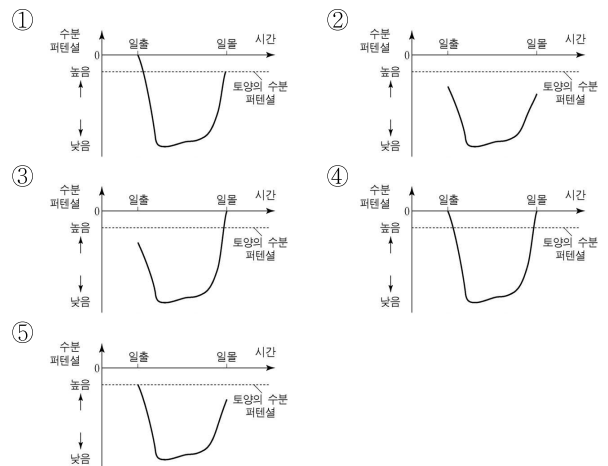 ①
수분
퍼텐셜
0
일출
일몰
시간
높음
토양의 수분
퍼텐셜
낮음
②
수분
퍼텐셜
0
일출
일몰
시간
높음
토양의 수분
퍼텐셜
낮음
③
수분
퍼텐셜
0
일출
일몰
시간
높음
토양의 수분
퍼텐셜
낮음
④
수분
퍼텐셜
0
일출
일몰
시간
높음
토양의 수분
퍼텐셜
낮음
⑤
수분
퍼텐셜
0
일출
일몰
시간
높음
토양의 수분
퍼텐셜
낮음